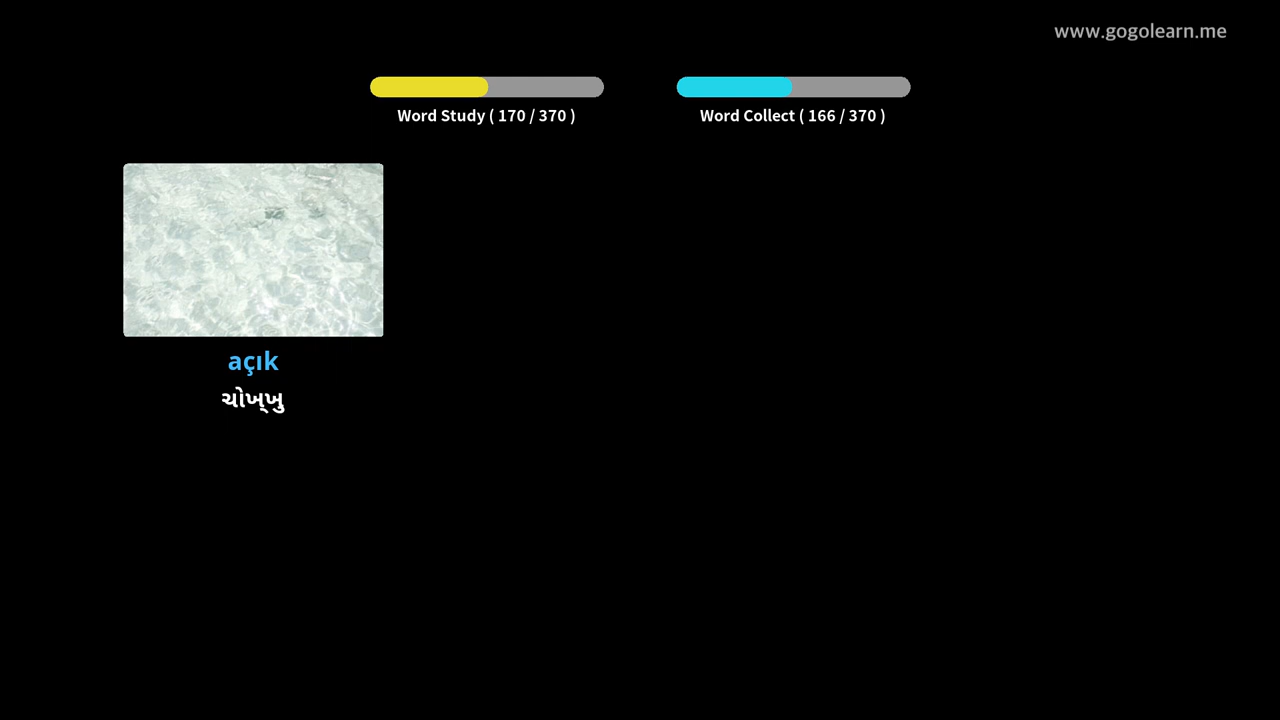 www.gogolearn.me
Word Study ( 170 / 370 )
Word Collect ( 166 / 370 )
açık
ચોખ્‌ખુ